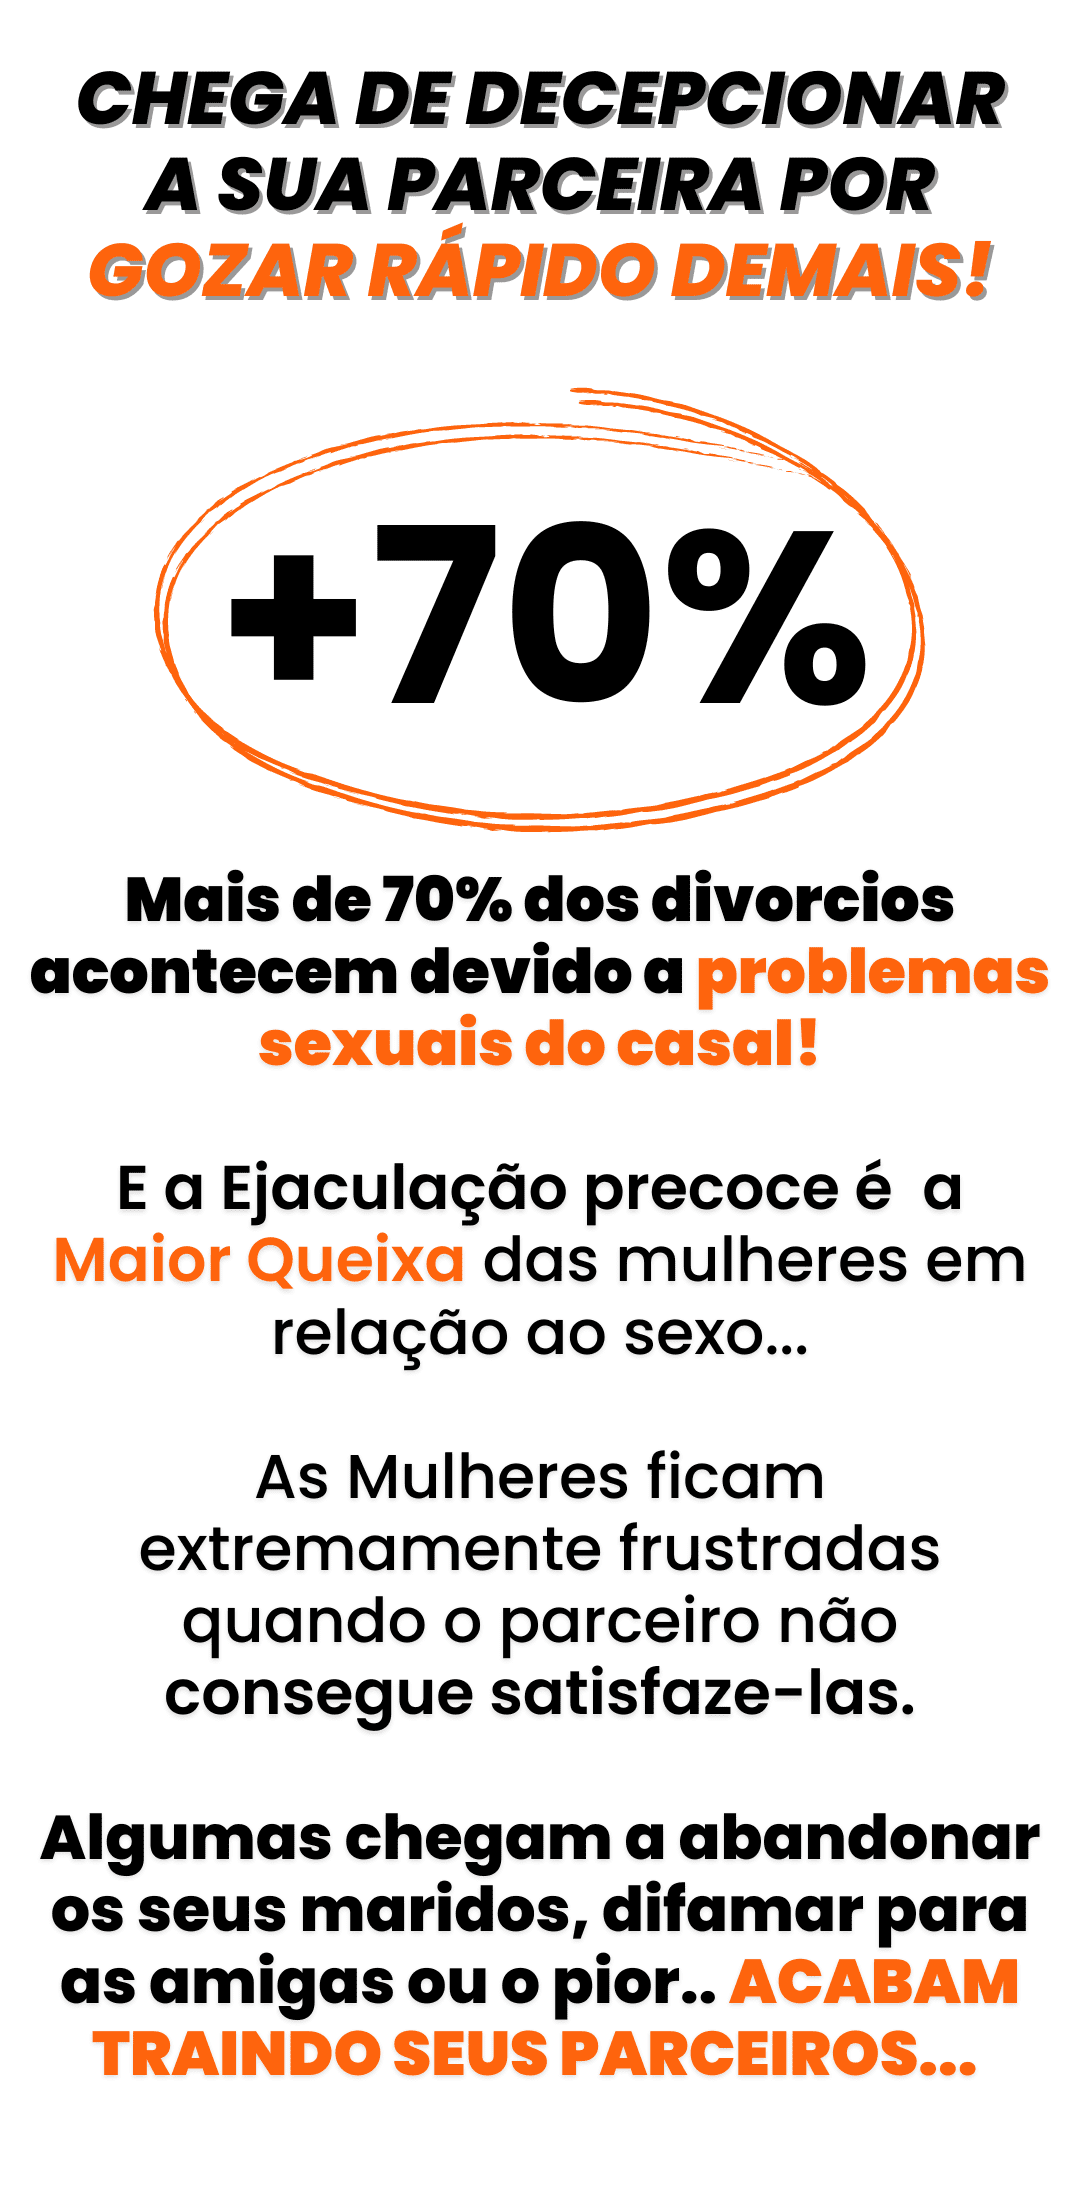 CHEGA DE DECEPCIONAR
A SUA PARCEIRA POR
GOZAR RÁPIDO DEMAIS!
+70%
Mais de 70% dos divorcios
acontecem devido a problemas
sexuais do casal!
E a Ejaculação precoce é a
Maior Queixa das mulheres em
relação ao sexo...
As Mulheres ficam
extremamente frustradas
quando o parceiro não
consegue satisfaze-las.
Algumas chegam a abandonar
os seus maridos, difamar para
as amigas ou o pior.. ACABAM
TRAINDO SEUS PARCEIROS...